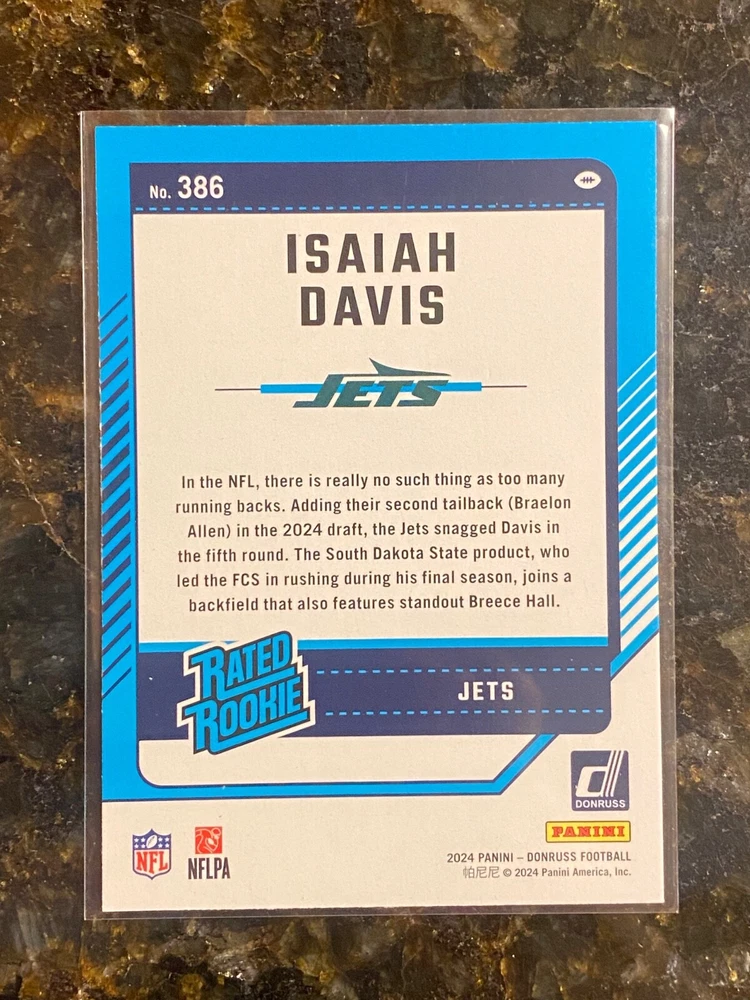 No. 386
ISAIAH
DAVIS
JETS
In the NFL, there is really no such thing as too many
running backs. Adding their second tailback (Braelon
Allen) in the 2024 draft, the Jets snagged Davis in
the fifth round. The South Dakota State product, who
led the FCS in rushing during his final season, joins a
backfield that also features standout Breece Hall.
RATED
ROOKIE
JETS
d
DONRUSS
PANINI
NFL
NFLPA
2024 PANINI – DONRUSS FOOTBALL
帕尼尼 © 2024 Panini America, Inc.